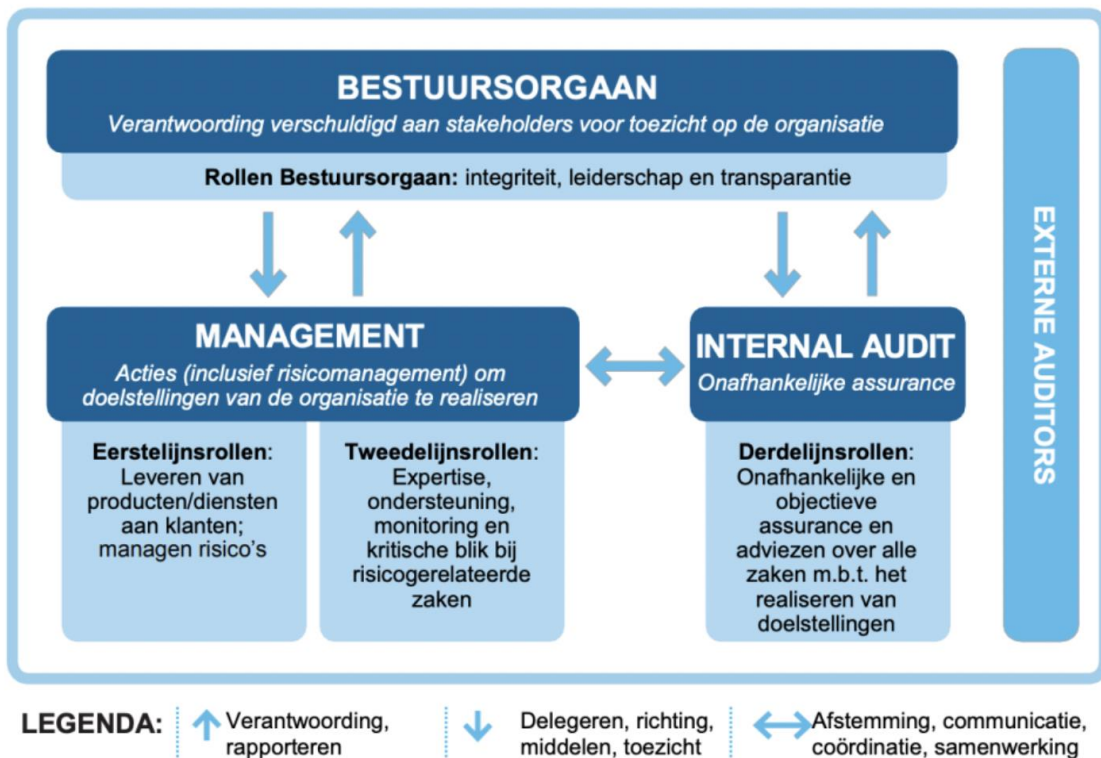 BESTUURSORGAAN
Verantwoording verschuldigd aan stakeholders voor toezicht op de organisatie
Rollen Bestuursorgaan: integriteit, leiderschap en transparantie
MANAGEMENT
Acties (inclusief risicomanagement) om
doelstellingen van de organisatie te realiseren
Eerstelijnsrollen:
Leveren van
producten/diensten
aan klanten;
managen risico's
Tweedelijnsrollen:
Expertise,
ondersteuning,
monitoring en
kritische blik bij
risicogerelateerde
zaken
INTERNAL AUDIT
Onafhankelijke assurance
Derdelijnsrollen:
Onafhankelijke en
objectieve
assurance en
adviezen over alle
zaken m.b.t. het
realiseren van
doelstellingen
EXTERNE AUDITORS
LEGENDA:
Verantwoording,
rapporteren
Delegeren, richting,
middelen, toezicht
Afstemming, communicatie,
coördinatie, samenwerking